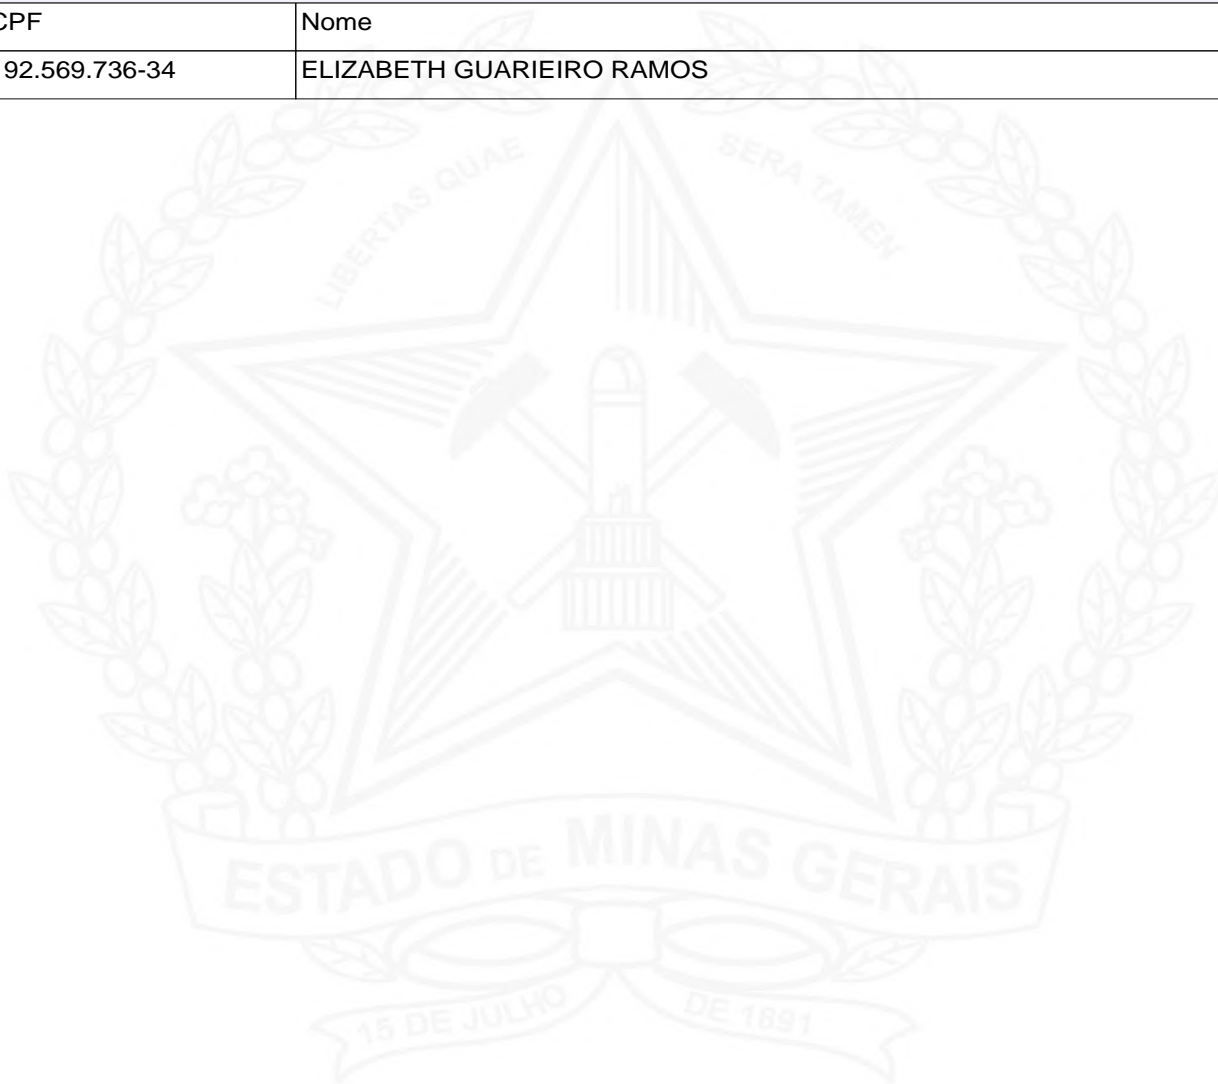 CPF Nome
92.569.736-34 ELIZABETH GUARIEIRO RAMOS
LIBERTAS QUAE SERA TAMEN
ESTADO DE MINAS GERAIS
15 DE JULHO DE 1891